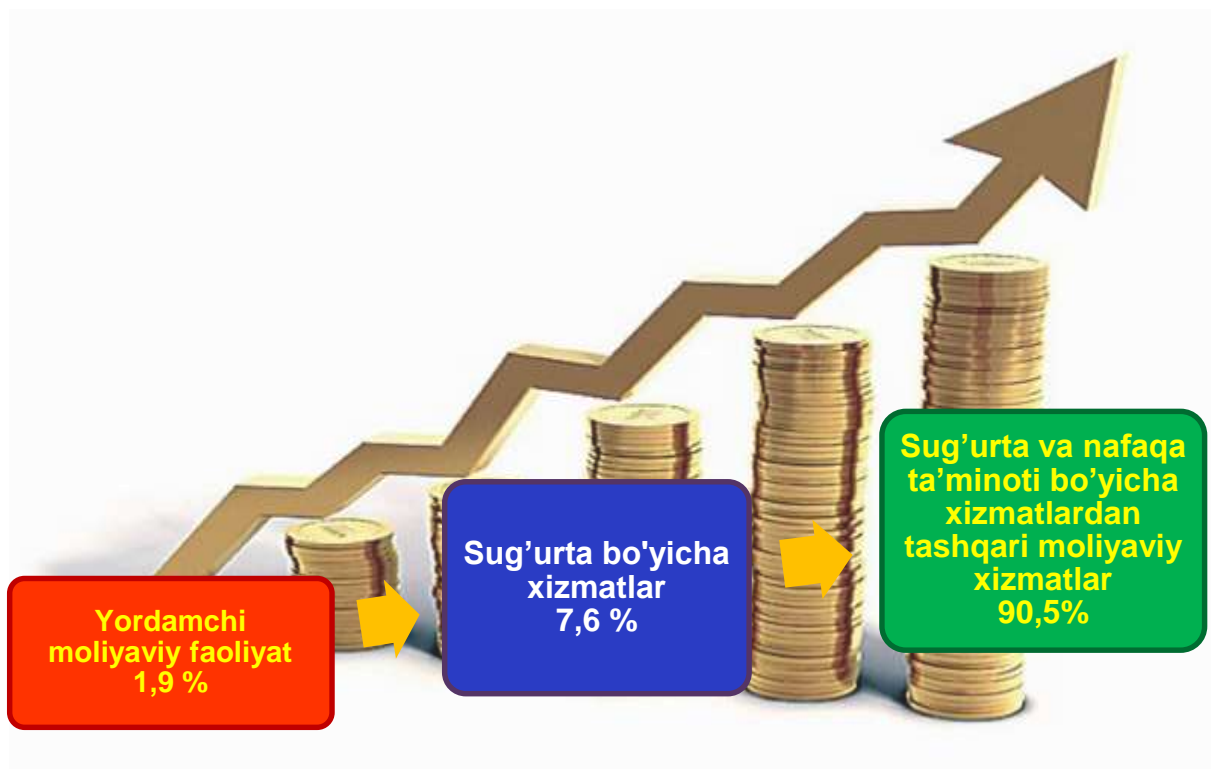 Yordamchi
moliyaviy faoliyat
1,9 %
Sug’urta bo'yicha
xizmatlar
7,6 %
Sug’urta va nafaqa
ta’minoti bo’yicha
xizmatlardan
tashqari moliyaviy
xizmatlar
90,5%